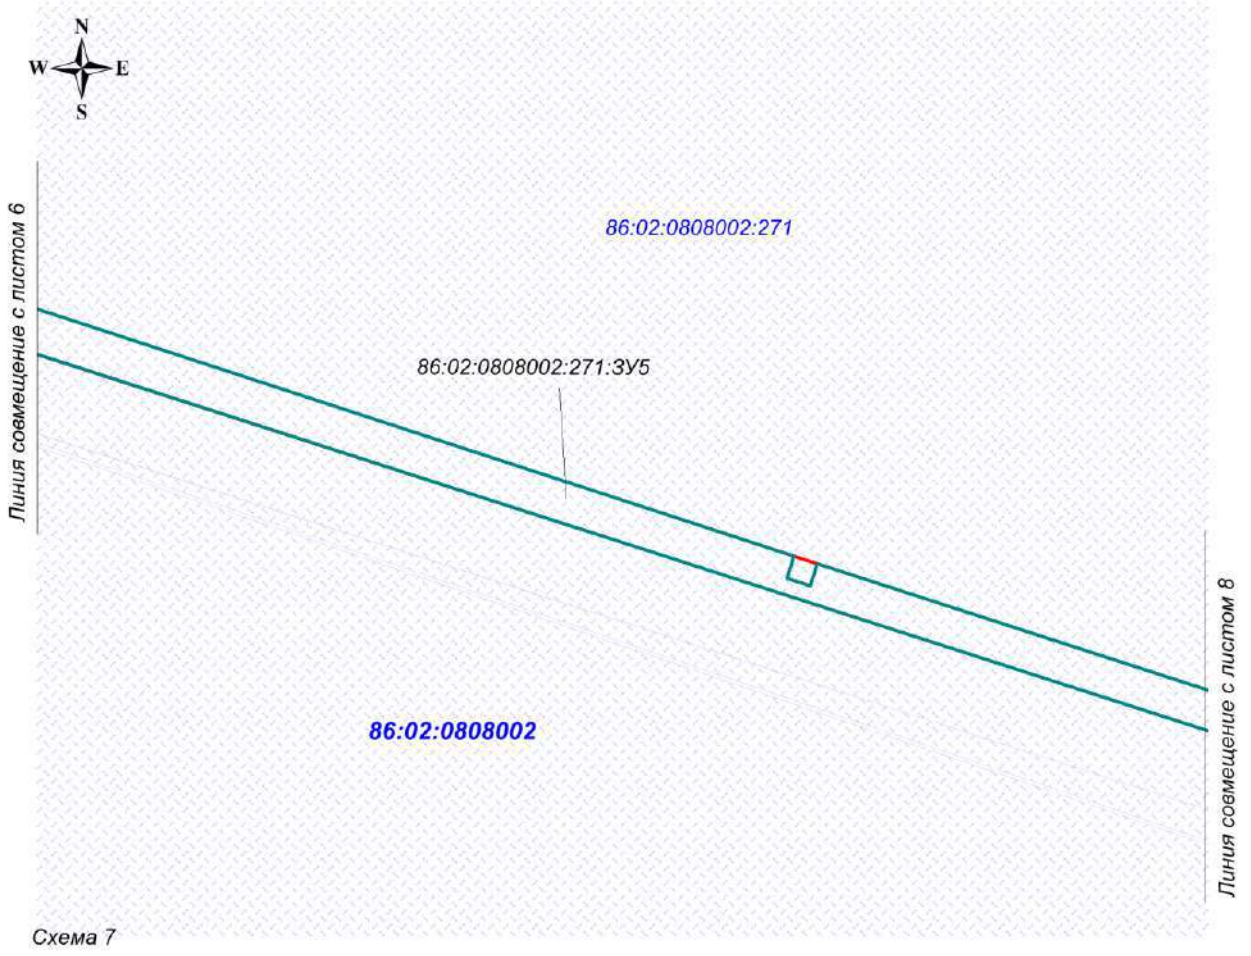 N
W E
S
Линия совмещение с листом 6
86:02:0808002:271
86:02:0808002:271:ЗУ5
86:02:0808002
Линия совмещение с листом 8
Схема 7